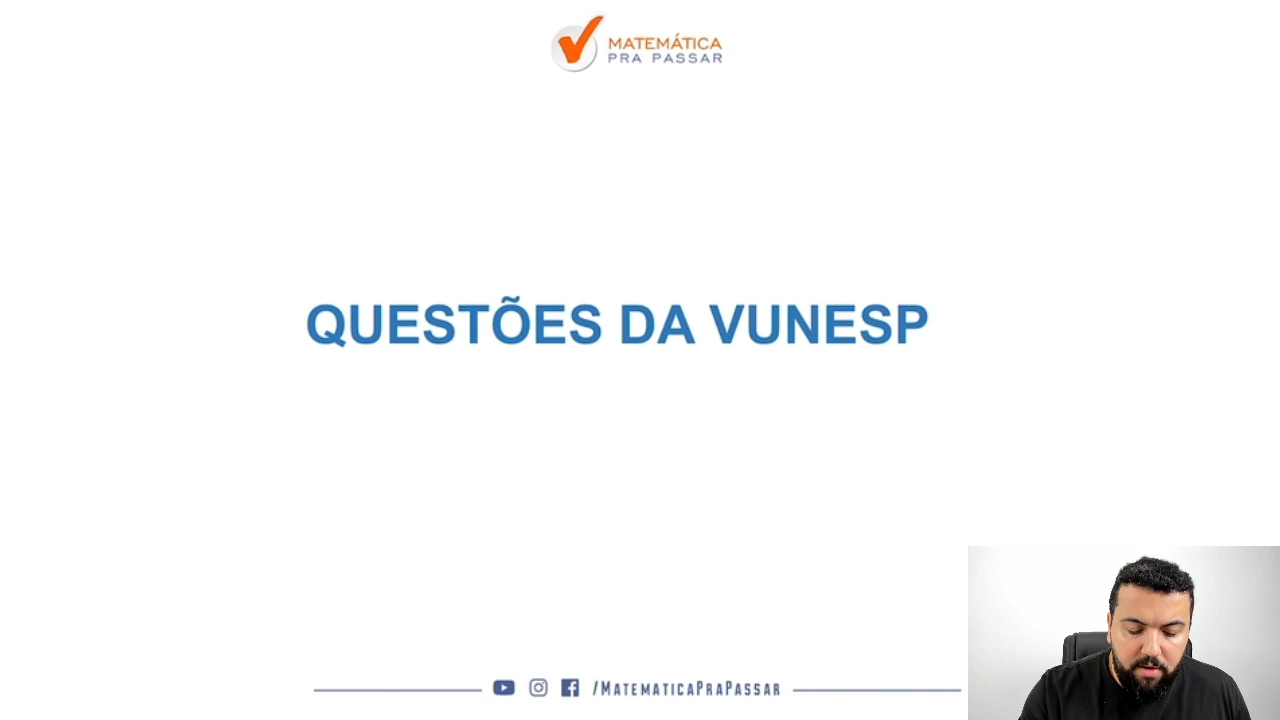 MATEMÁTICA
PRA PASSAR
QUESTÕES DA VUNESP
/MATEMATICAPRAPASSAR